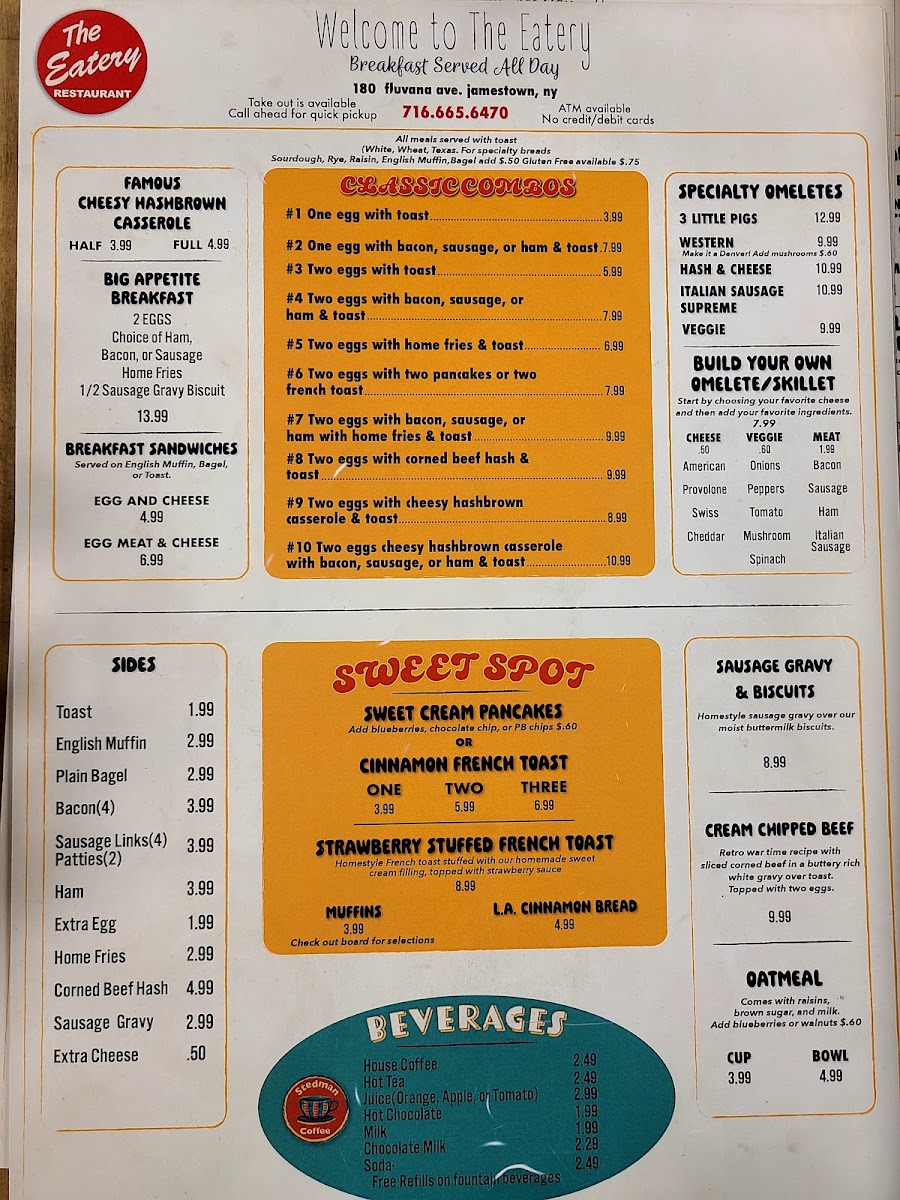 The
Eatery
RESTAURANT
Welcome to The Eatery
Breakfast Served All Day
180 fluvana ave. jamestown, ny
Take out is available
Call ahead for quick pickup
716.665.6470
ATM available
No credit/debit cards
All meals served with toast
(White, Wheat, Texas. For specialty breads
Sourdough, Rye, Raisin, English Muffin,Bagel add $.50 Gluten Free available $.75
FAMOUS
CHEESY HASHBROWN
CASSEROLE
HALF 3.99 FULL 4.99
BIG APPETITE
BREAKFAST
2 EGGS
Choice of Ham,
Bacon, or Sausage
Home Fries
1/2 Sausage Gravy Biscuit
13.99
BREAKFAST SANDWICHES
Served on English Muffin, Bagel,
or Toast.
EGG AND CHEESE
4.99
EGG MEAT & CHEESE
6.99
CLASSIC COMBOS
#1 One egg with toast 3.99
#2 One egg with bacon, sausage, or ham & toast.7.99
#3 Two eggs with toast 5.99
#4 Two eggs with bacon, sausage, or
ham & toast 7.99
#5 Two eggs with home fries & toast 6.99
#6 Two eggs with two pancakes or two
french toast 7.99
#7 Two eggs with bacon, sausage, or
ham with home fries & toast 9.99
#8 Two eggs with corned beef hash &
toast 9.99
#9 Two eggs with cheesy hashbrown
casserole & toast 8.99
#10 Two eggs cheesy hashbrown casserole
with bacon, sausage, or ham & toast 10.99
SPECIALTY OMELETES
3 LITTLE PIGS 12.99
WESTERN 9.99
Make it a Denver! Add mushrooms $.60
HASH & CHEESE 10.99
ITALIAN SAUSAGE 10.99
SUPREME
VEGGIE 9.99
BUILD YOUR OWN
OMELETE/SKILLET
Start by choosing your favorite cheese
and then add your favorite ingredients.
7.99
CHEESE VEGGIE MEAT
.50 .60 1.99
American Onions Bacon
Provolone Peppers Sausage
Swiss Tomato Ham
Cheddar Mushroom Italian
Sausage
Spinach
SIDES
Toast 1.99
English Muffin 2.99
Plain Bagel 2.99
Bacon(4) 3.99
Sausage Links(4) 3.99
Patties(2)
Ham 3.99
Extra Egg 1.99
Home Fries 2.99
Corned Beef Hash 4.99
Sausage Gravy 2.99
Extra Cheese .50
SWEET SPOT
SWEET CREAM PANCAKES
Add blueberries, chocolate chip, or PB chips $.60
OR
CINNAMON FRENCH TOAST
ONE TWO THREE
3.99 5.99 6.99
STRAWBERRY STUFFED FRENCH TOAST
Homestyle French toast stuffed with our homemade sweet
cream filling, topped with strawberry sauce
8.99
MUFFINS L.A. CINNAMON BREAD
3.99 4.99
Check out board for selections
SAUSAGE GRAVY
& BISCUITS
Homestyle sausage gravy over our
moist buttermilk biscuits.
8.99
CREAM CHIPPED BEEF
Retro war time recipe with
sliced corned beef in a buttery rich
white gravy over toast.
Topped with two eggs.
9.99
OATMEAL
Comes with raisins,
brown sugar, and milk.
Add blueberries or walnuts $.60
CUP BOWL
3.99 4.99
BEVERAGES
Stedman
Coffee
House Coffee 2.49
Hot Tea 2.49
Juice(Orange, Apple, or Tomato) 2.99
Hot Chocolate 1.99
Milk 1.99
Chocolate Milk 2.29
Soda 2.49
Free Refills on fountain beverages